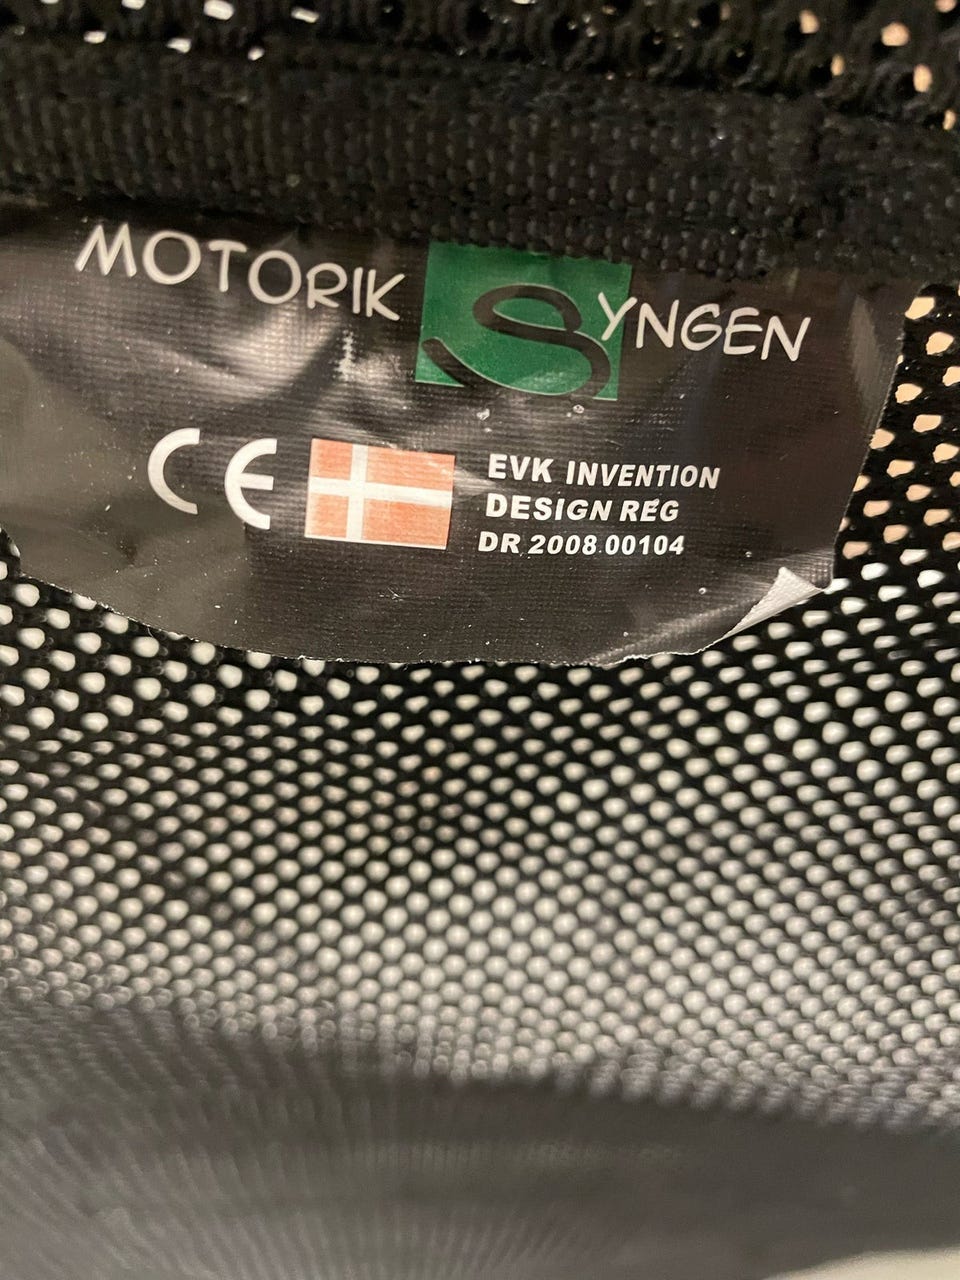 MOTORIK SYNGEN
CE
EVK INVENTION
DESIGN REG
DR 2008.00104